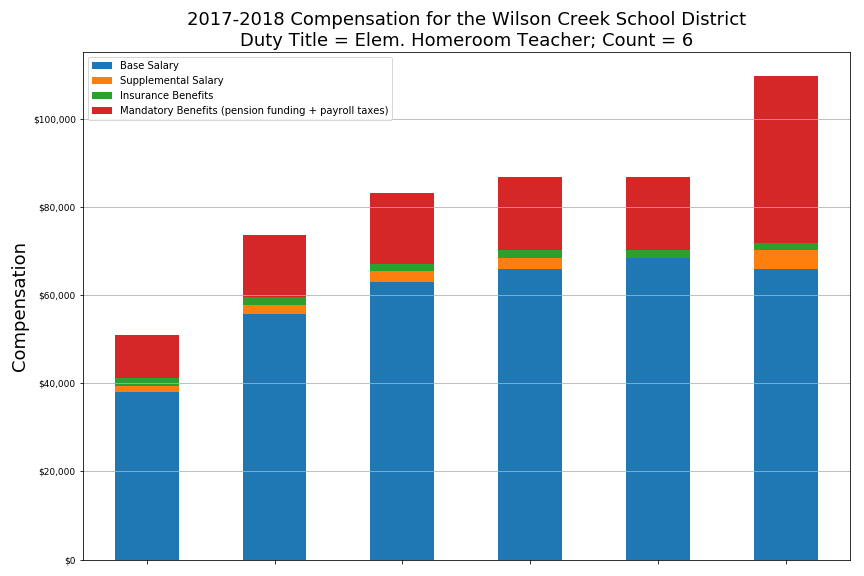 2017-2018 Compensation for the Wilson Creek School District
Duty Title = Elem. Homeroom Teacher; Count = 6
Base Salary
Supplemental Salary
Insurance Benefits
Mandatory Benefits (pension funding + payroll taxes)
$100,000
$80,000
$60,000
$40,000
$20,000
$0
Compensation